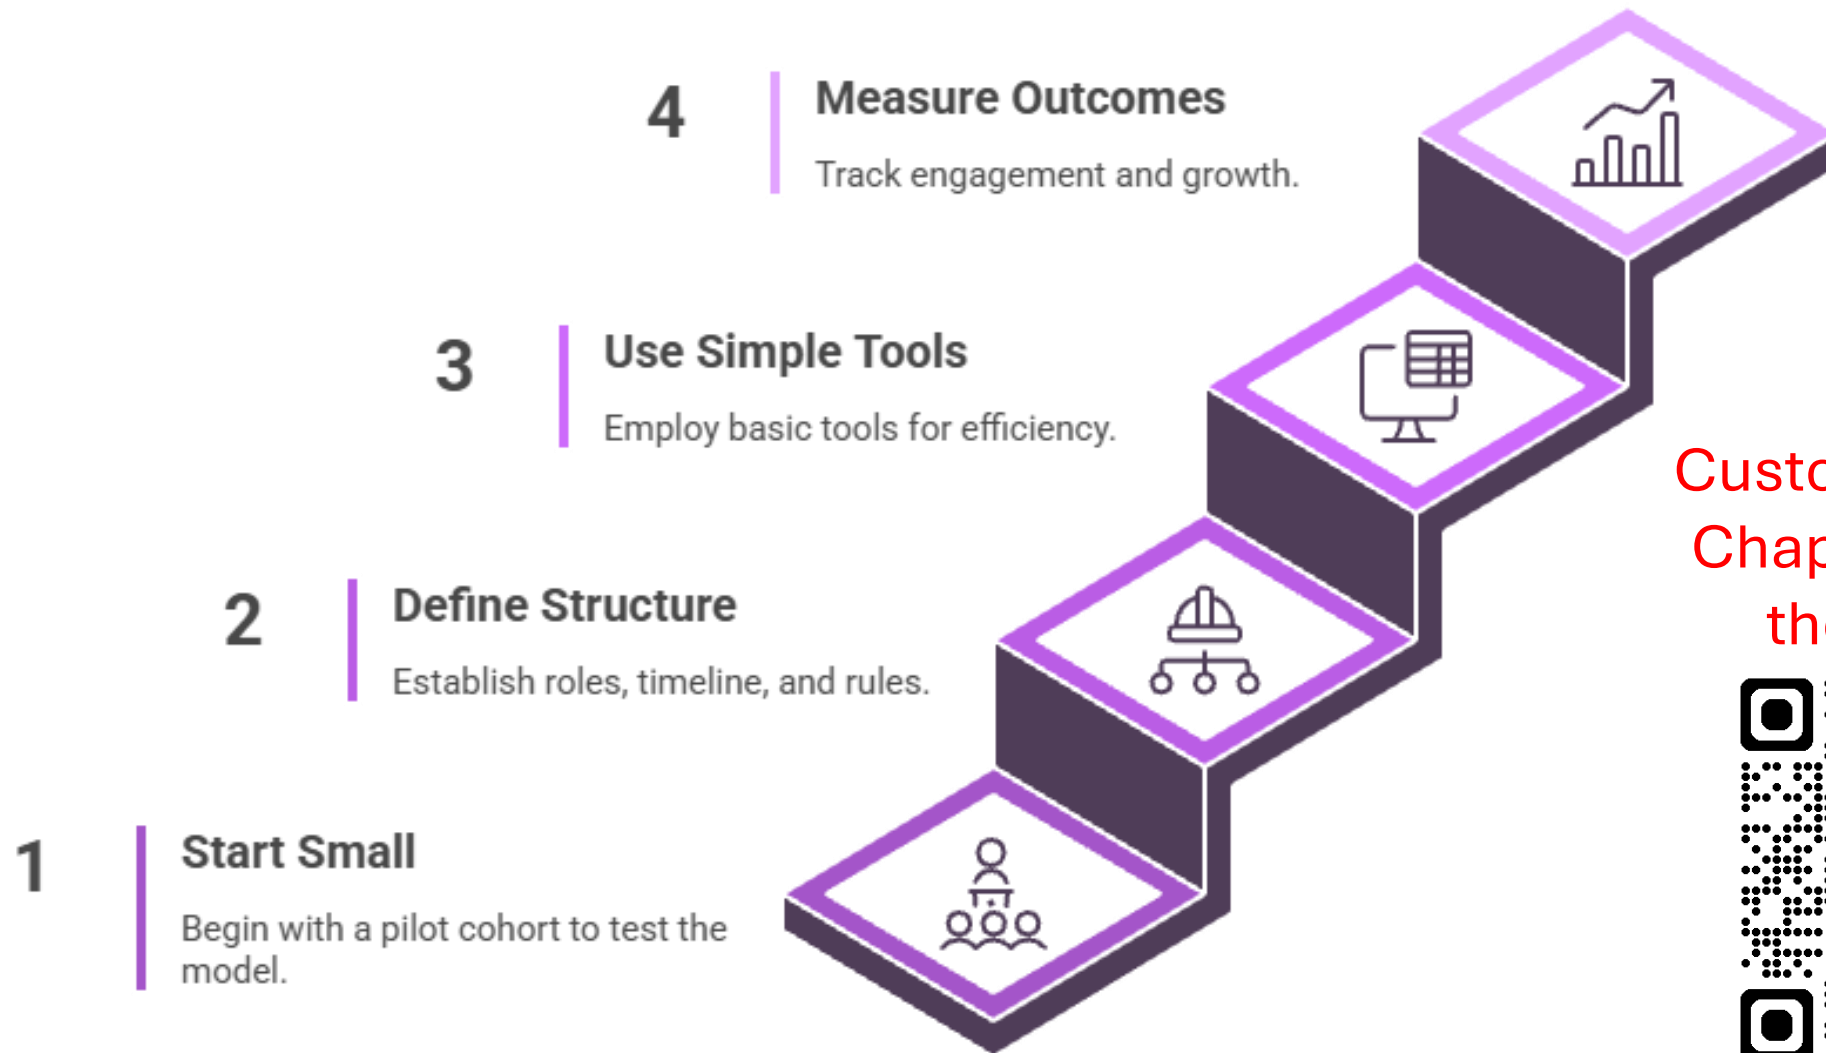 4
Measure Outcomes
Track engagement and growth.
3
Use Simple Tools
Employ basic tools for efficiency.
2
Define Structure
Establish roles, timeline, and rules.
1
Start Small
Begin with a pilot cohort to test the
model.